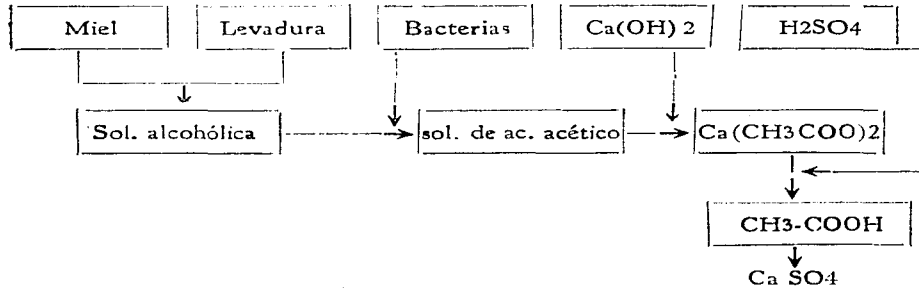 Miel Levadura Bacterias Ca(OH) 2 H2SO4
Sol. alcohólica sol. de ac. acético Ca(CH3COO)2
CH3-COOH
Ca SO4